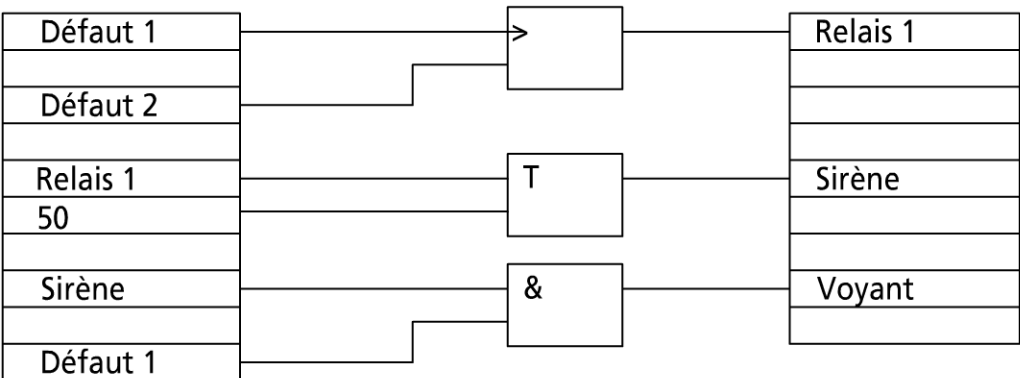 Défaut 1
>
Relais 1
Défaut 2
Relais 1
T
Sirène
50
Sirène
&
Voyant
Défaut 1